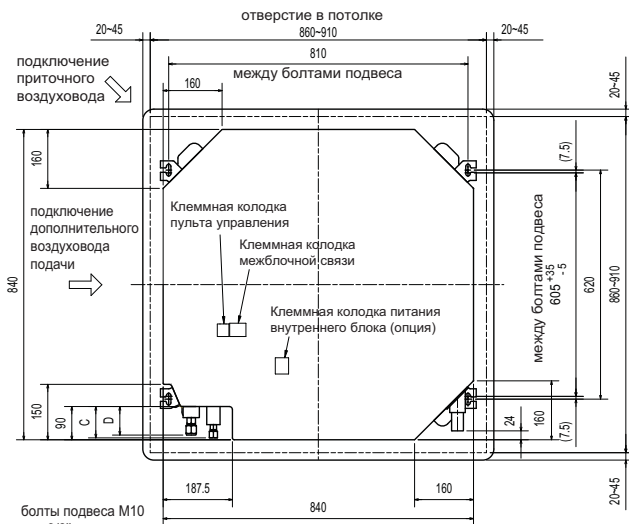 отверстие в потолке
20~45
860~910
20~45
810
подключение
приточного
воздуховода
между болтами подвеса
160
20~45
160
(7.5)
подключение
дополнительного
воздуховода
подачи
Клеммная колодка
пульта управления
Клеммная колодка
межблочной связи
Клеммная колодка питания
внутреннего блока (опция)
840
между болтами подвеса
605 +35 - 5
620
860~910
150
90
C
D
24
160
(7.5)
187.5
160
20~45
840
болты подвеса М10